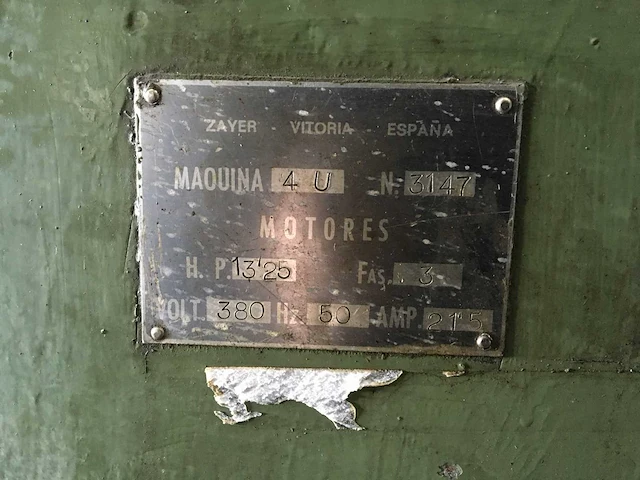 ZAYER VITORIA ESPAÑA
MAQUINA 4 U N. 3147
MOTORES
H. P. 13'25 FAS. 3
VOLT. 380 Hz. 50 AMP. 21'5